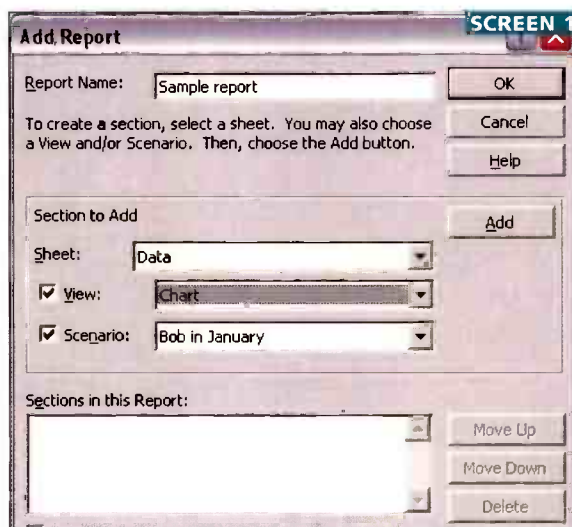 SCREEN 1
Add Report
Report Name: Sample report
OK
To create a section, select a sheet. You may also choose
a View and/or Scenario. Then, choose the Add button.
Cancel
Help
Section to Add
Add
Sheet: Data
View: Chart
Scenario: Bob in January
Sections in this Report:
Move Up
Move Down
Delete